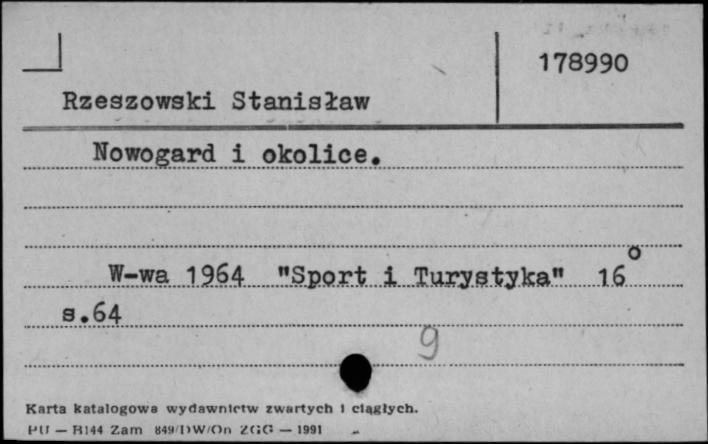 178990
Rzeszowski Stanisław
Nowogard i okolice.
W-wa 1964 "Sport i Turystyka" 16°
s.64
9
Karta katalogowa wydawnictw zwartych i ciągłych.
PU — B144 Zam 849/DW/On ZGG — 1991